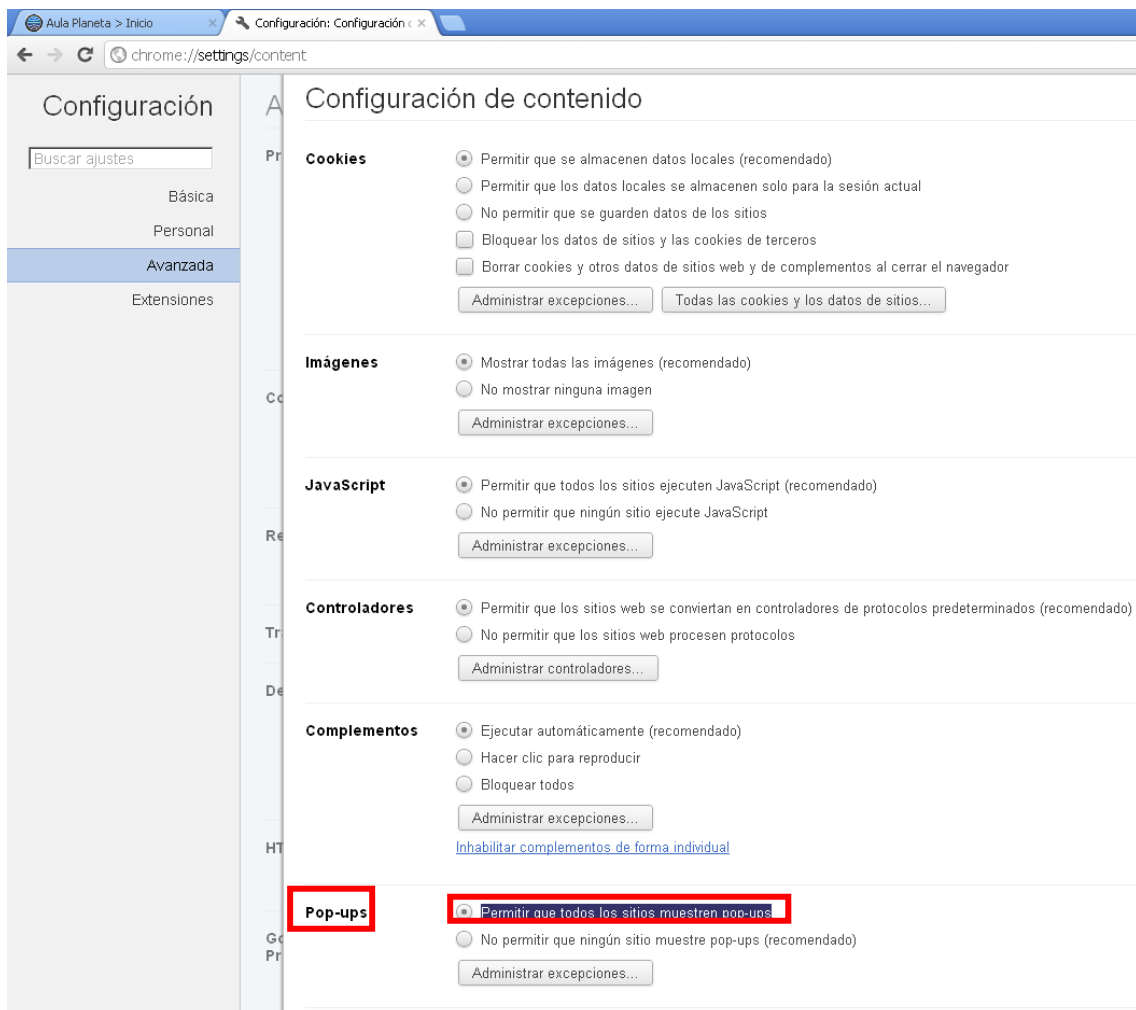 Aula Planeta > Inicio
Configuración: Configuración
chrome://settings/content
Configuración
Buscar ajustes
Básica
Personal
Avanzada
Extensiones
A
Pr
Co
Re
Tr
De
HT
Go
Pr
Configuración de contenido
Cookies
Permitir que se almacenen datos locales (recomendado)
Permitir que los datos locales se almacenen solo para la sesión actual
No permitir que se guarden datos de los sitios
Bloquear los datos de sitios y las cookies de terceros
Borrar cookies y otros datos de sitios web y de complementos al cerrar el navegador
Administrar excepciones... Todas las cookies y los datos de sitios...
Imágenes
Mostrar todas las imágenes (recomendado)
No mostrar ninguna imagen
Administrar excepciones...
JavaScript
Permitir que todos los sitios ejecuten JavaScript (recomendado)
No permitir que ningún sitio ejecute JavaScript
Administrar excepciones...
Controladores
Permitir que los sitios web se conviertan en controladores de protocolos predeterminados (recomendado)
No permitir que los sitios web procesen protocolos
Administrar controladores...
Complementos
Ejecutar automáticamente (recomendado)
Hacer clic para reproducir
Bloquear todos
Administrar excepciones...
Inhabilitar complementos de forma individual
Pop-ups
Permitir que todos los sitios muestren pop-ups
No permitir que ningún sitio muestre pop-ups (recomendado)
Administrar excepciones...